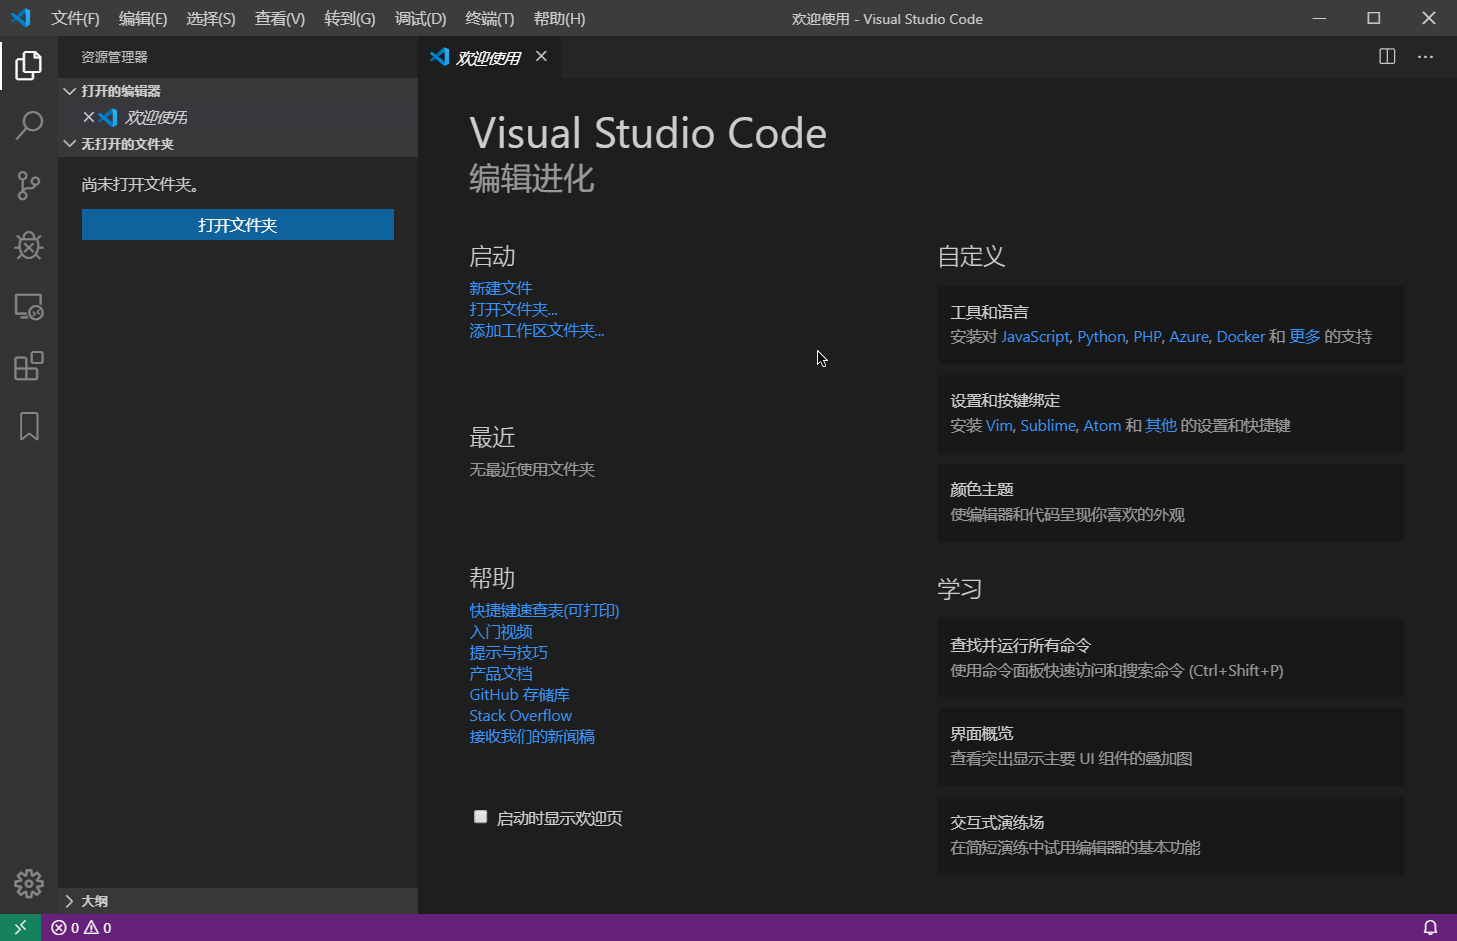 文件(F) 编辑(E) 选择(S) 查看(V) 转到(G) 调试(D) 终端(T) 帮助(H) 欢迎使用 - Visual Studio Code
资源管理器
打开的编辑器
欢迎使用
无打开的文件夹
尚未打开文件夹。
打开文件夹
大纲
欢迎使用
Visual Studio Code
编辑进化
启动
新建文件
打开文件夹...
添加工作区文件夹...
最近
无最近使用文件夹
帮助
快捷键速查表(可打印)
入门视频
提示与技巧
产品文档
GitHub 存储库
Stack Overflow
接收我们的新闻稿
启动时显示欢迎页
自定义
工具和语言
安装对 JavaScript, Python, PHP, Azure, Docker 和 更多 的支持
设置和按键绑定
安装 Vim, Sublime, Atom 和 其他 的设置和快捷键
颜色主题
使编辑器和代码呈现你喜欢的外观
学习
查找并运行所有命令
使用命令面板快速访问和搜索命令 (Ctrl+Shift+P)
界面概览
查看突出显示主要 UI 组件的叠加图
交互式演练场
在简短演练中试用编辑器的基本功能
0 0